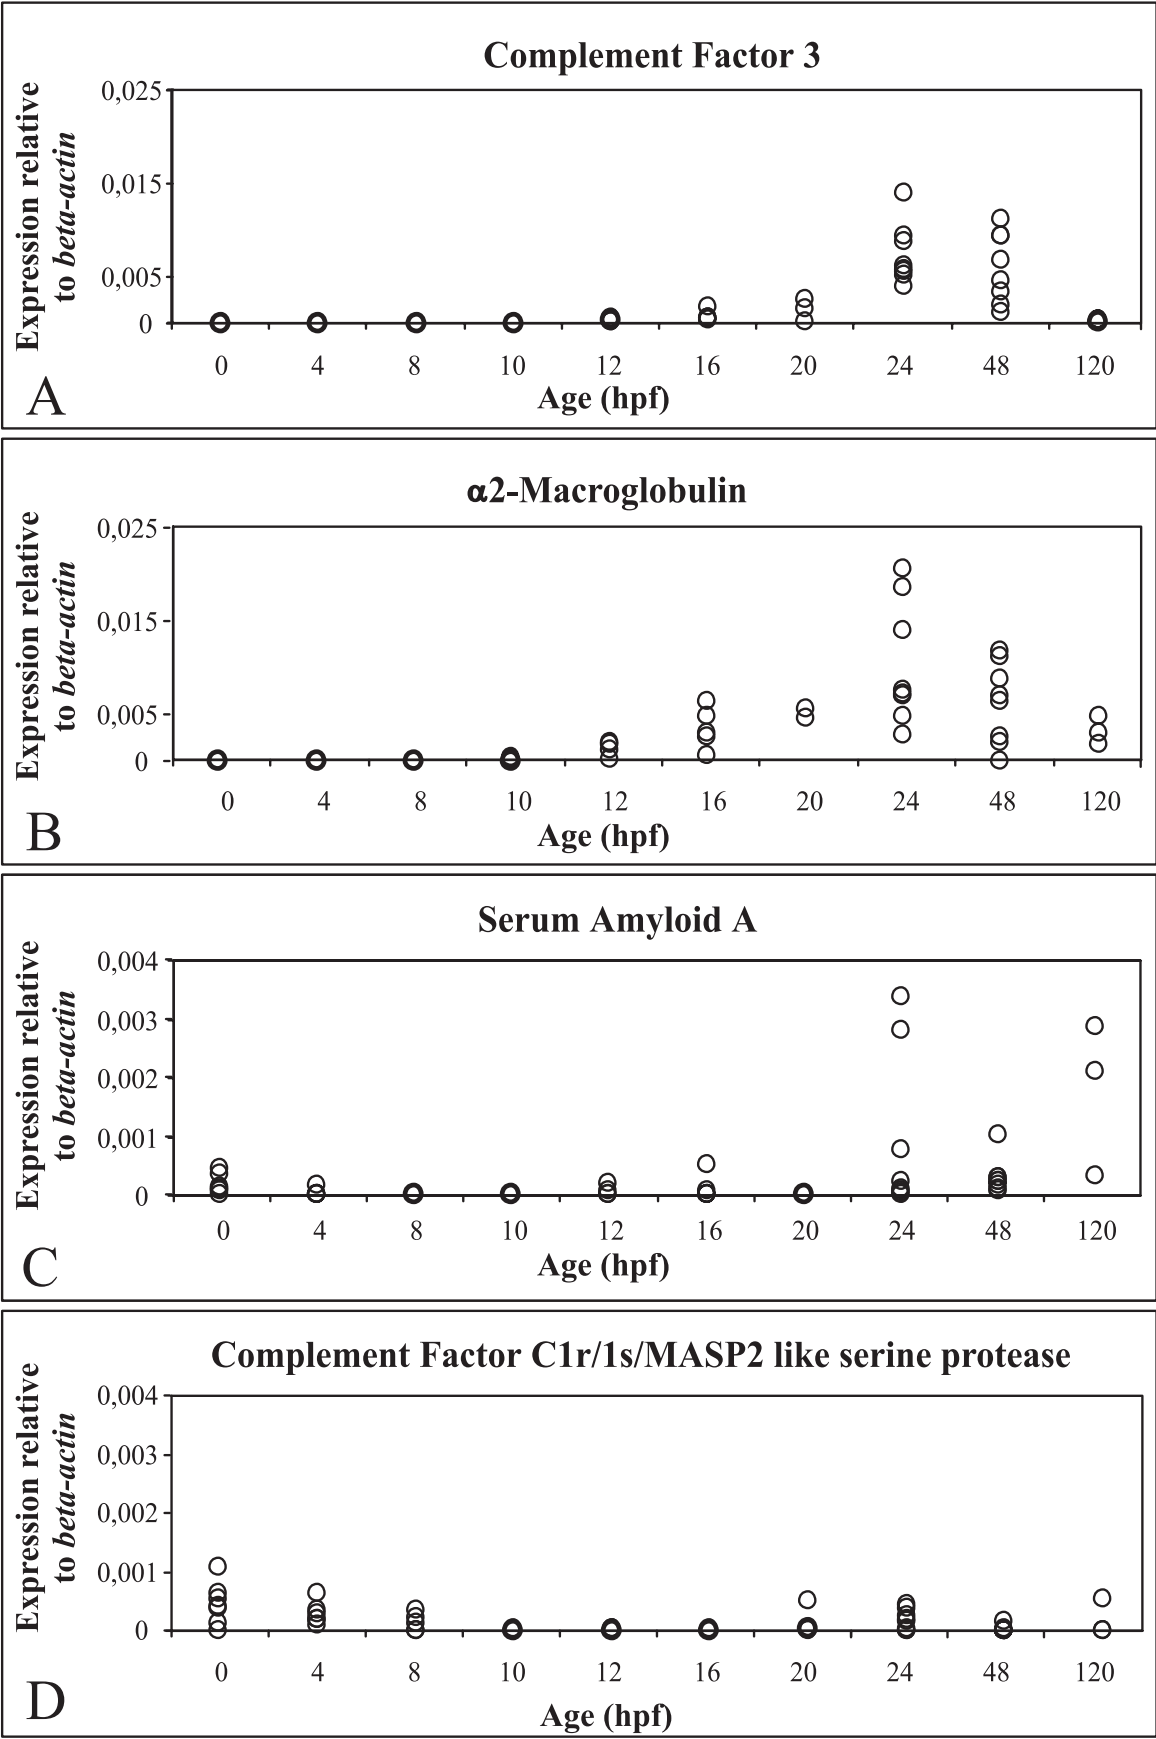 Complement Factor 3
Expression relative
to beta-actin
0,025
0,015
0,005
0
0 4 8 10 12 16 20 24 48 120
Age (hpf)
A
α2-Macroglobulin
Expression relative
to beta-actin
0,025
0,015
0,005
0
0 4 8 10 12 16 20 24 48 120
Age (hpf)
B
Serum Amyloid A
Expression relative
to beta-actin
0,004
0,003
0,002
0,001
0
0 4 8 10 12 16 20 24 48 120
Age (hpf)
C
Complement Factor C1r/1s/MASP2 like serine protease
Expression relative
to beta-actin
0,004
0,003
0,002
0,001
0
0 4 8 10 12 16 20 24 48 120
Age (hpf)
D